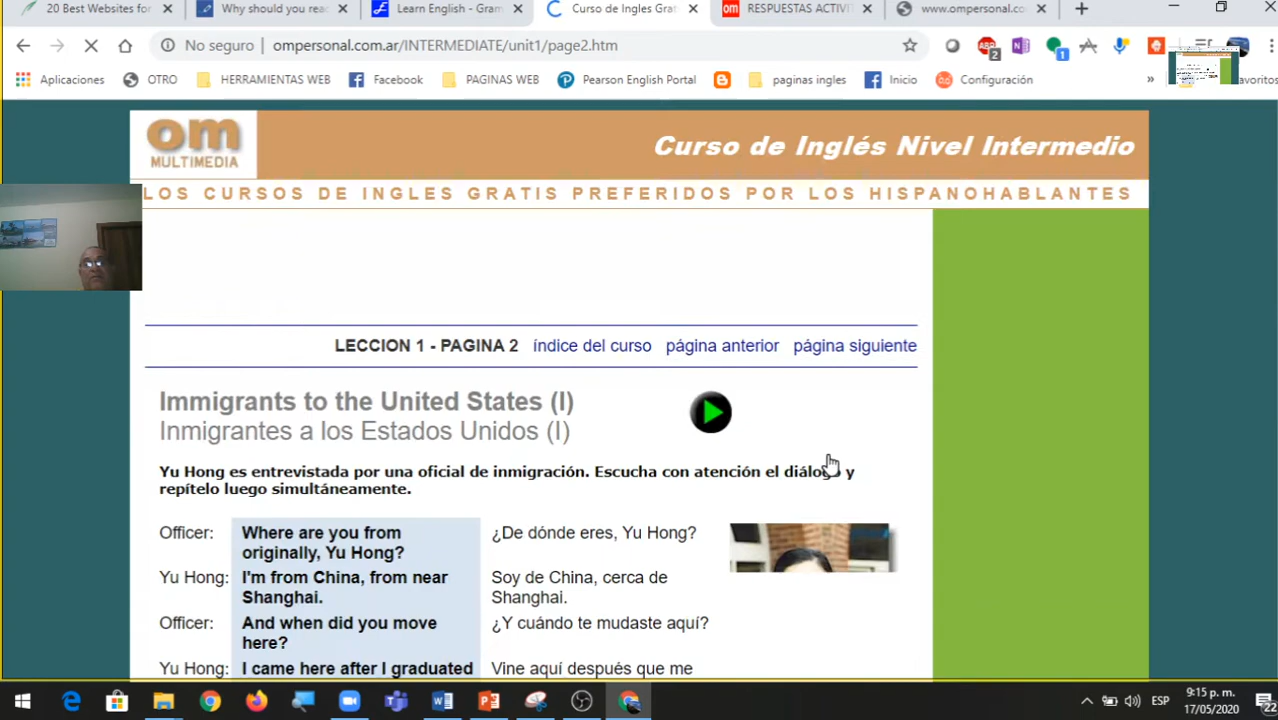 20 Best Websites for
Why should you rea
Learn English - Gram
Curso de Ingles Grat
RESPUESTAS ACTIVI
www.ompersonal.co
No seguro | ompersonal.com.ar/INTERMEDIATE/unit1/page2.htm
Aplicaciones OTRO HERRAMIENTAS WEB Facebook PAGINAS WEB Pearson English Portal paginas ingles Inicio Configuración » avoritos
om
MULTIMEDIA
Curso de Inglés Nivel Intermedio
LOS CURSOS DE INGLES GRATIS PREFERIDOS POR LOS HISPANOHABLANTES
LECCION 1 - PAGINA 2 índice del curso página anterior página siguiente
Immigrants to the United States (I)
Inmigrantes a los Estados Unidos (I)
Yu Hong es entrevistada por una oficial de inmigración. Escucha con atención el diálogo y
repítelo luego simultáneamente.
Officer: Where are you from ¿De dónde eres, Yu Hong?
originally, Yu Hong?
Yu Hong: I'm from China, from near Soy de China, cerca de
Shanghai. Shanghai.
Officer: And when did you move ¿Y cuándo te mudaste aquí?
here?
Yu Hong: I came here after I graduated Vine aquí después que me
ESP
9:15 p. m.
17/05/2020
22